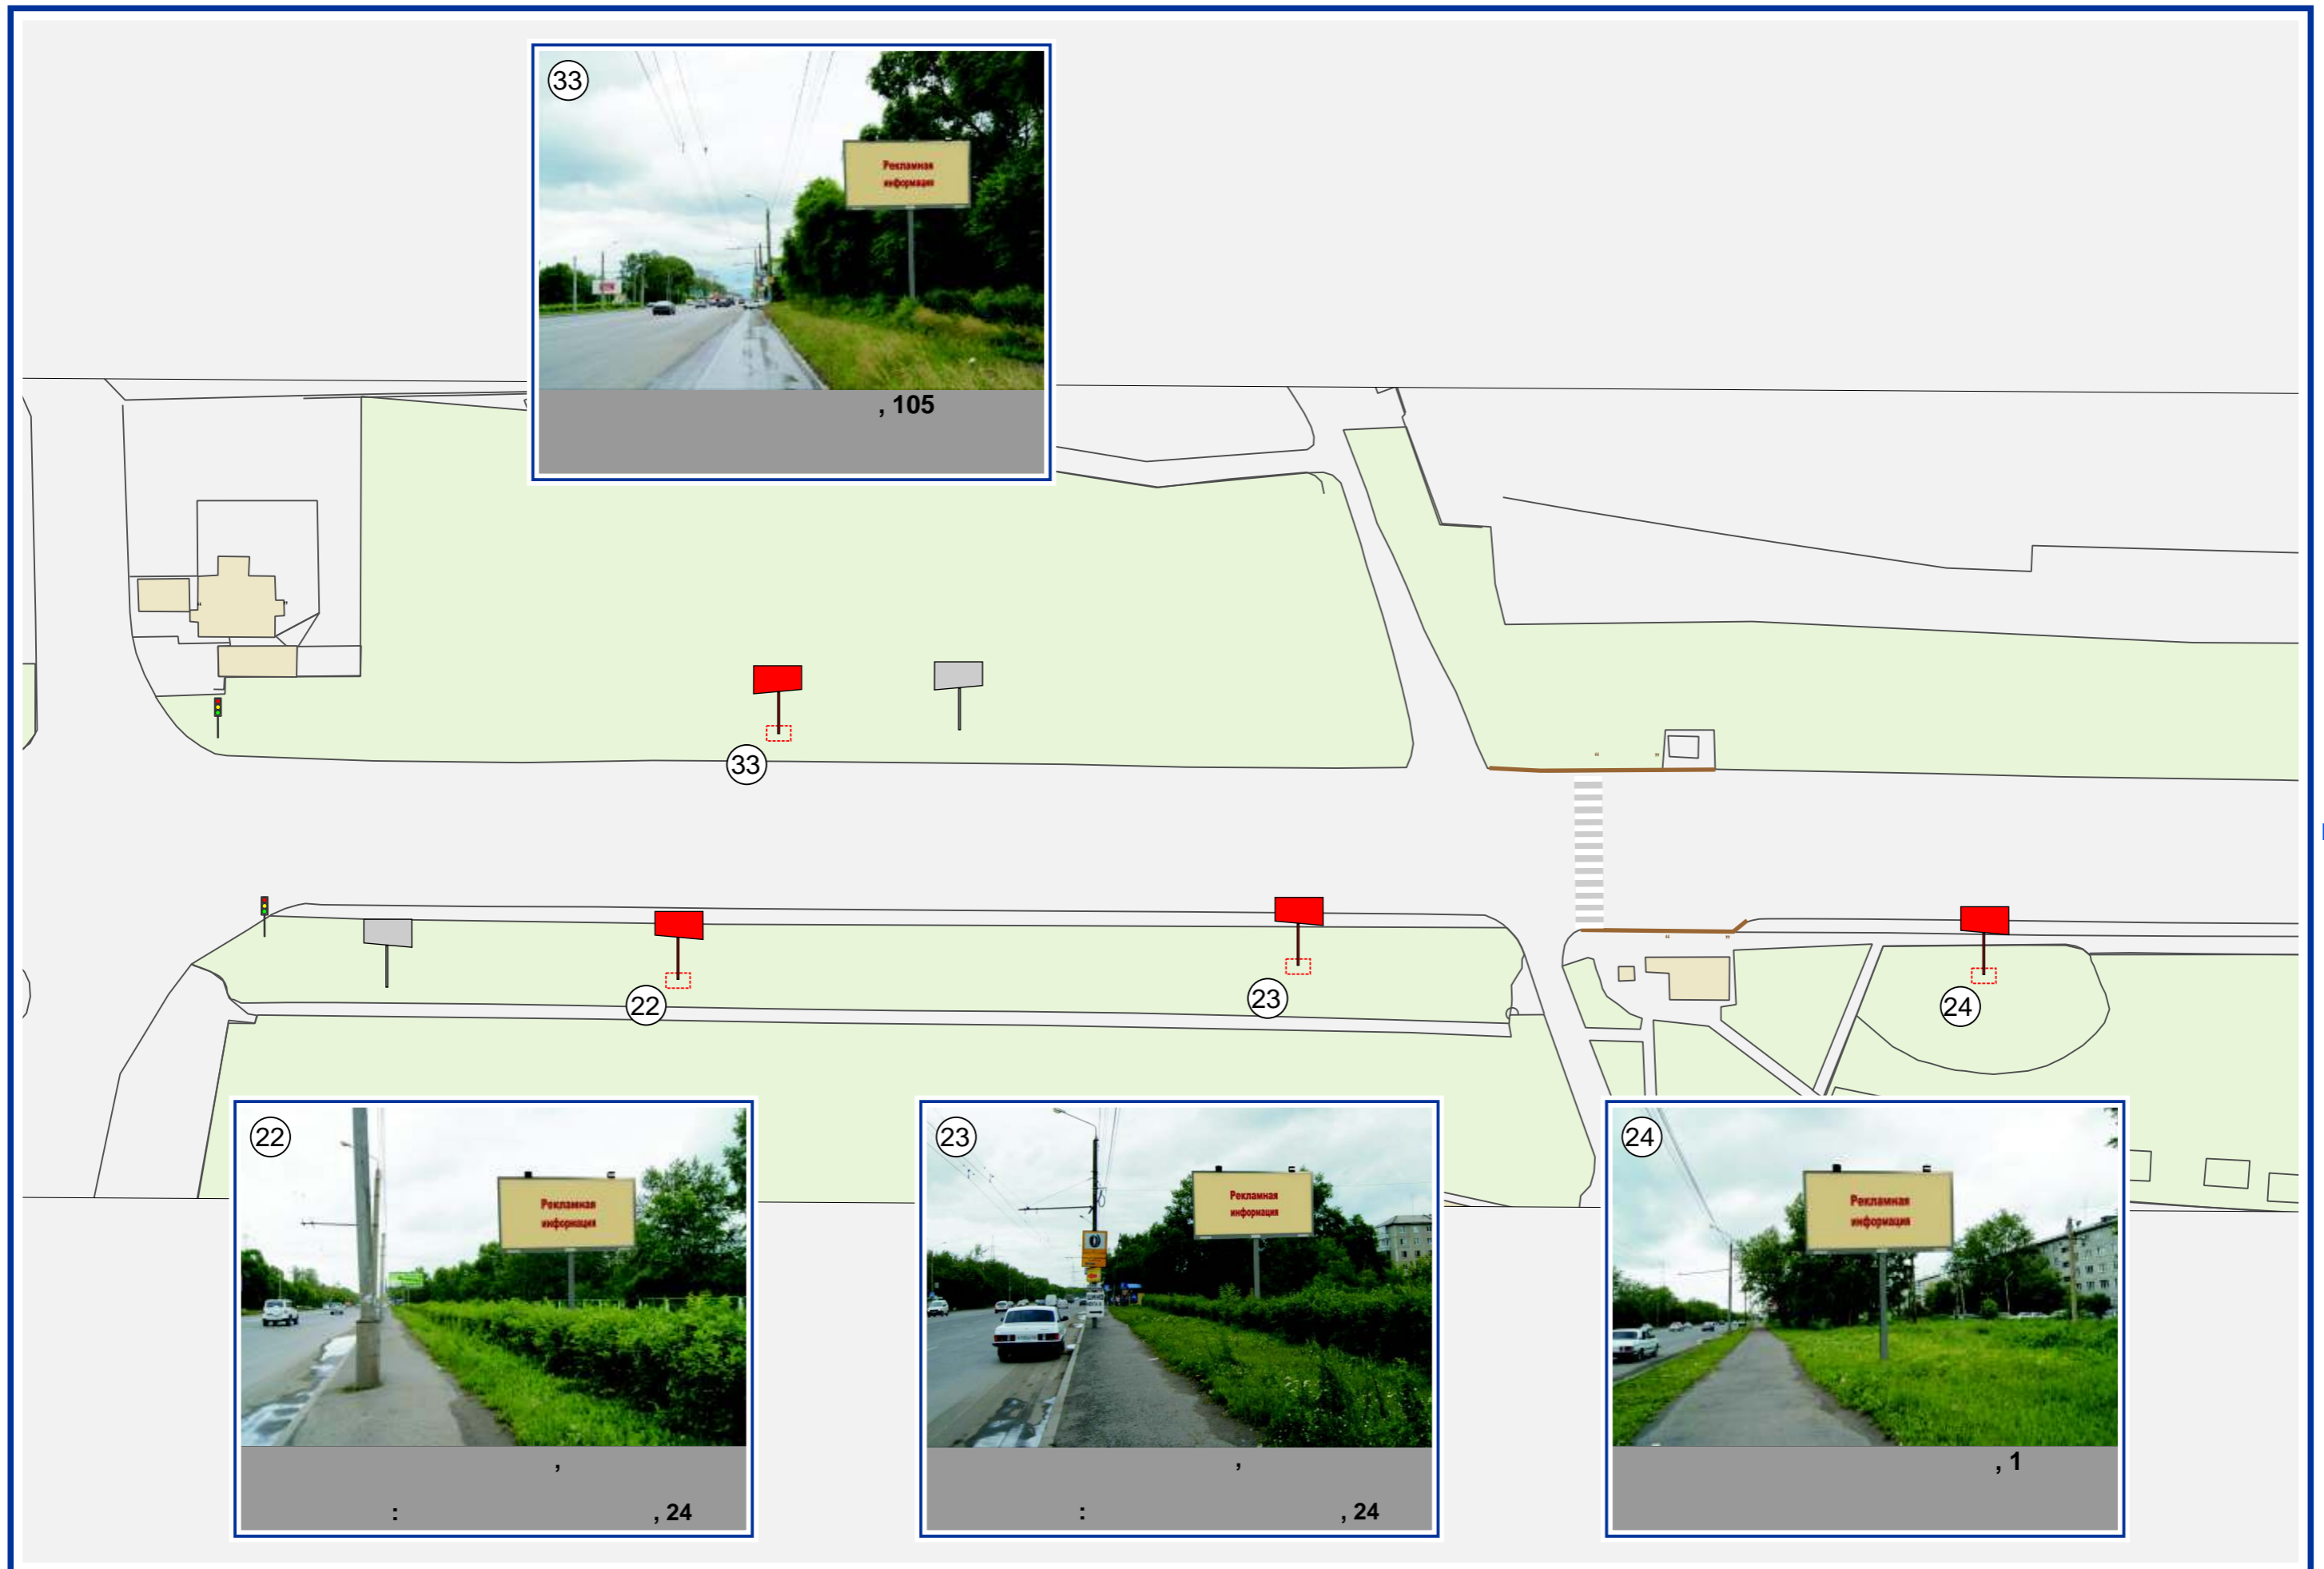 33
Рекламная
информация
, 105
“ ”
33
“ ”
“ ”
22
23
24
22
Рекламная
информация
,
: , 24
23
Рекламная
информация
,
: , 24
24
Рекламная
информация
, 1